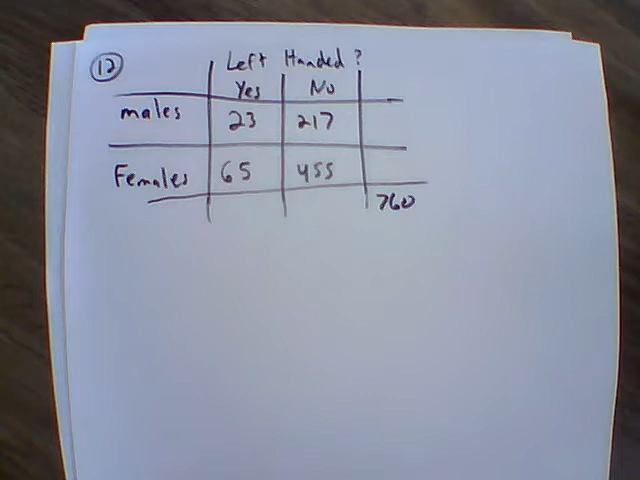 12 Left Handed ?
Yes No
males 23 217
Females 65 455
760